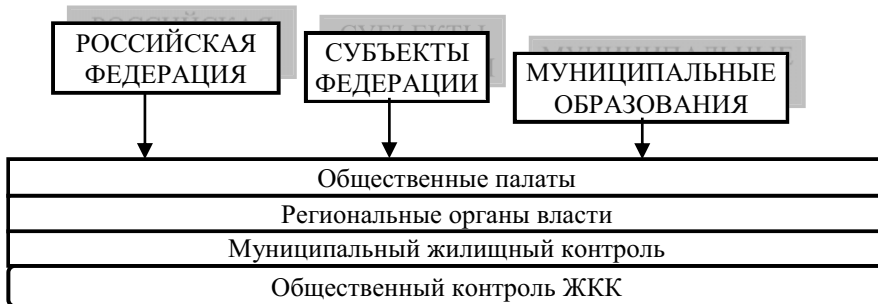 РОССИЙСКАЯ
ФЕДЕРАЦИЯ
СУБЪЕКТЫ
ФЕДЕРАЦИИ
МУНИЦИПАЛЬНЫЕ
ОБРАЗОВАНИЯ
Общественные палаты
Региональные органы власти
Муниципальный жилищный контроль
Общественный контроль ЖКК